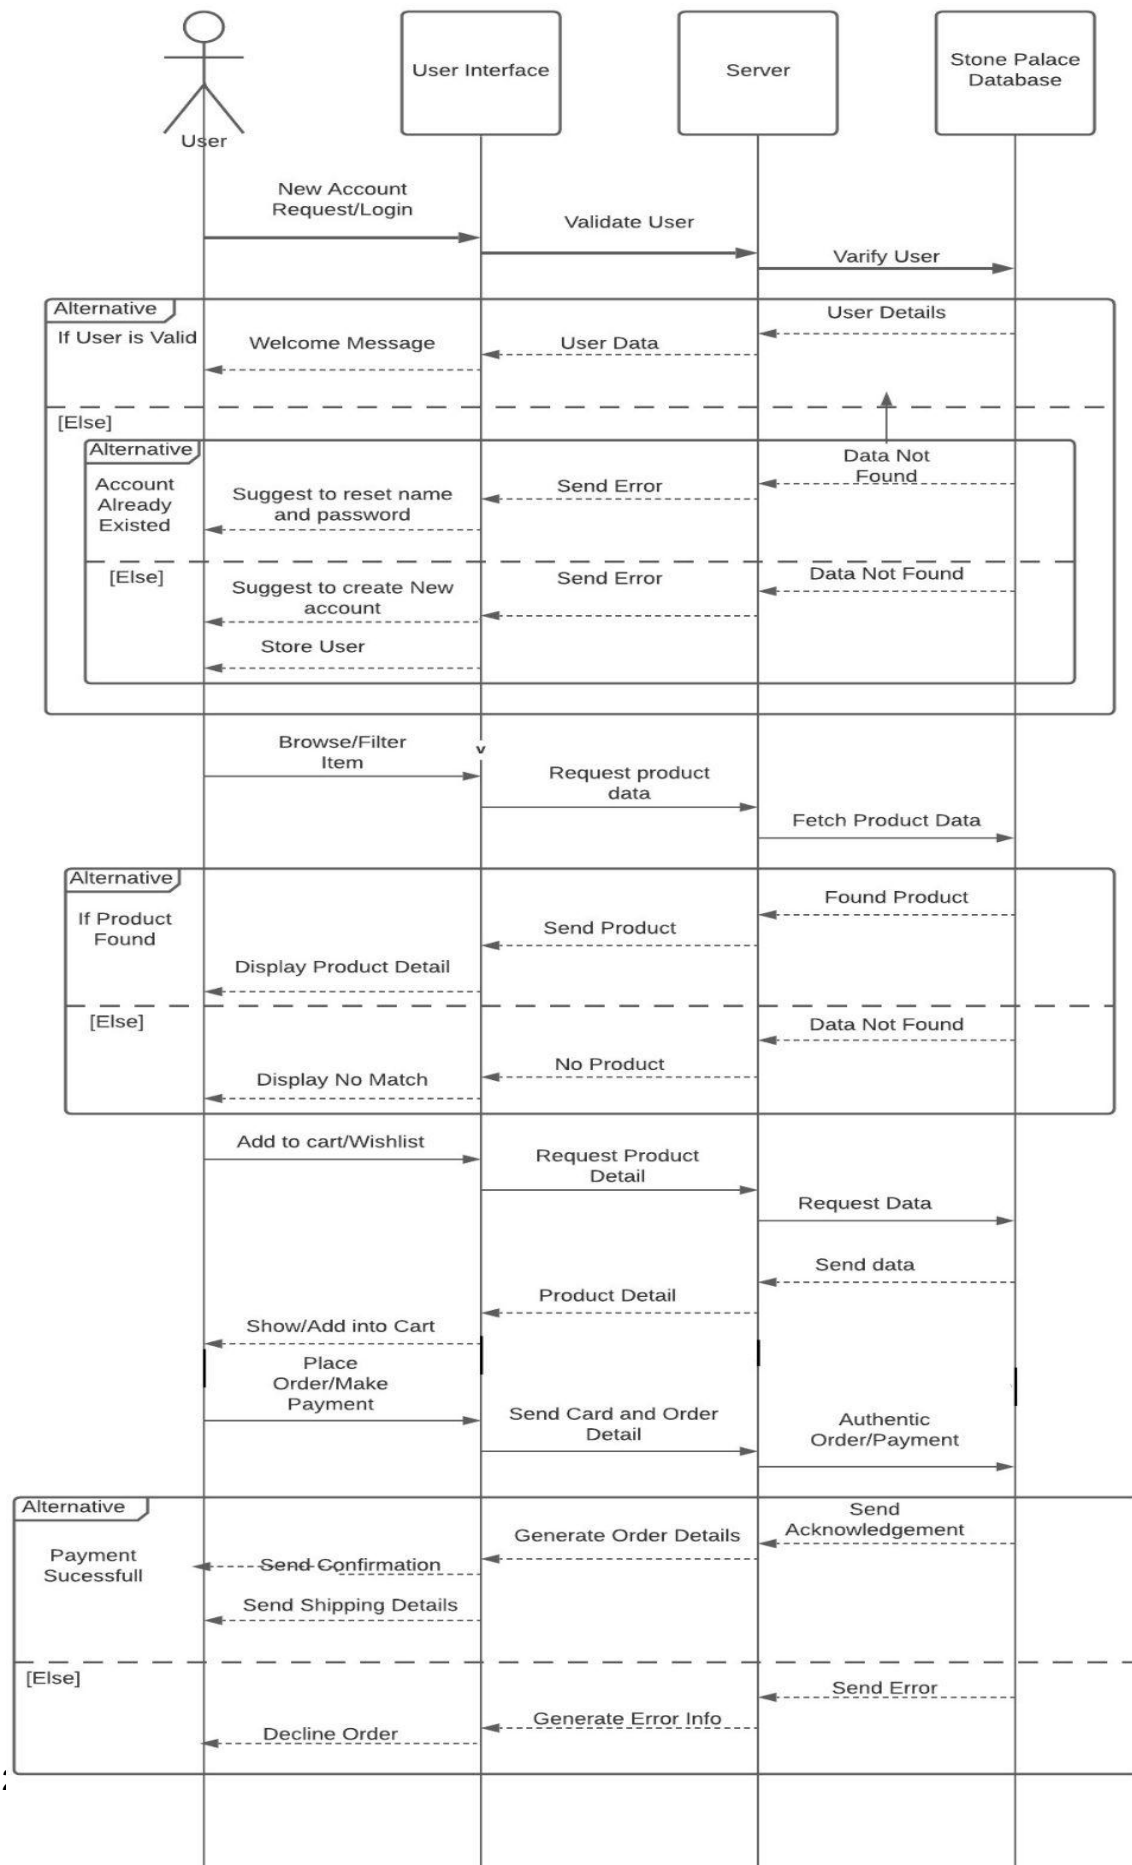 User Interface
Server
Stone Palace
Database
User
New Account
Request/Login
Validate User
Varify User
Alternative
If User is Valid
User Details
User Data
Welcome Message
[Else]
Alternative
Account
Already
Existed
Data Not
Found
Send Error
Suggest to reset name
and password
[Else]
Data Not Found
Send Error
Suggest to create New
account
Store User
Browse/Filter
Item
v
Request product
data
Fetch Product Data
Alternative
If Product
Found
Found Product
Send Product
Display Product Detail
[Else]
Data Not Found
No Product
Display No Match
Add to cart/Wishlist
Request Product
Detail
Request Data
Send data
Product Detail
Show/Add into Cart
Place
Order/Make
Payment
Send Card and Order
Detail
Authentic
Order/Payment
Alternative
Payment
Sucessfull
Send
Acknowledgement
Generate Order Details
Send Confirmation
Send Shipping Details
[Else]
Send Error
Generate Error Info
Decline Order